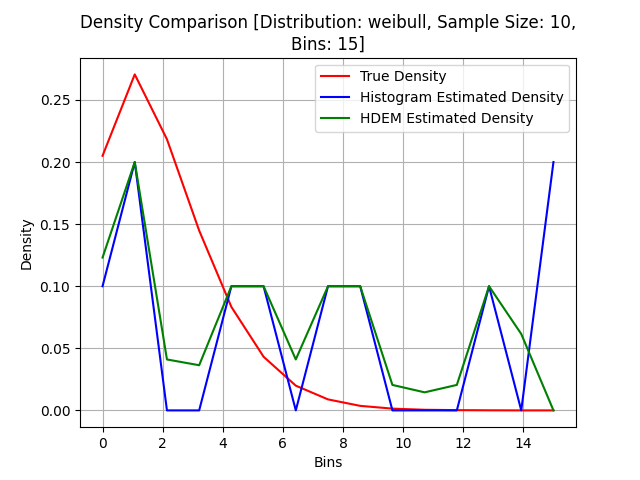 Density Comparison [Distribution: weibull, Sample Size: 10,
Bins: 15]
True Density
Histogram Estimated Density
HDEM Estimated Density
Density
0.25
0.20
0.15
0.10
0.05
0.00
0 2 4 6 8 10 12 14
Bins